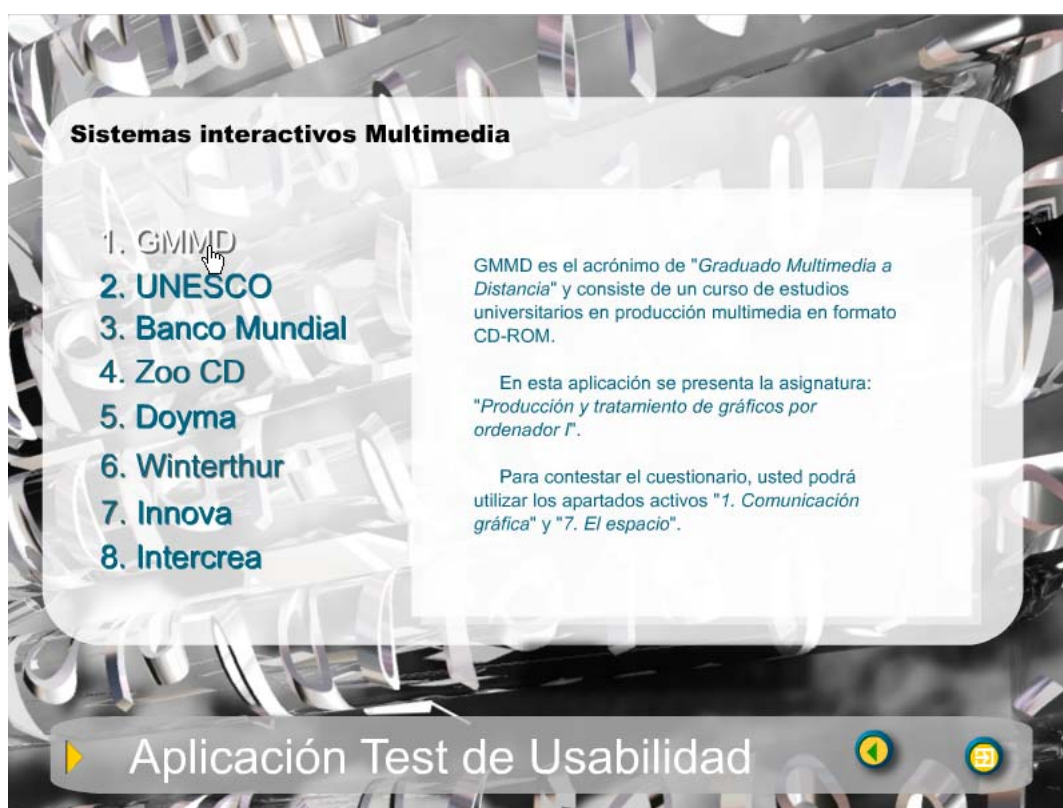 Sistemas interactivos Multimedia
1. GMMD
2. UNESCO
3. Banco Mundial
4. Zoo CD
5. Doyma
6. Winterthur
7. Innova
8. Intercrea
GMMD es el acrónimo de "Graduado Multimedia a
Distancia" y consiste de un curso de estudios
universitarios en producción multimedia en formato
CD-ROM.
En esta aplicación se presenta la asignatura:
"Producción y tratamiento de gráficos por
ordenador I".
Para contestar el cuestionario, usted podrá
utilizar los apartados activos "1. Comunicación
gráfica" y "7. El espacio".
Aplicación Test de Usabilidad